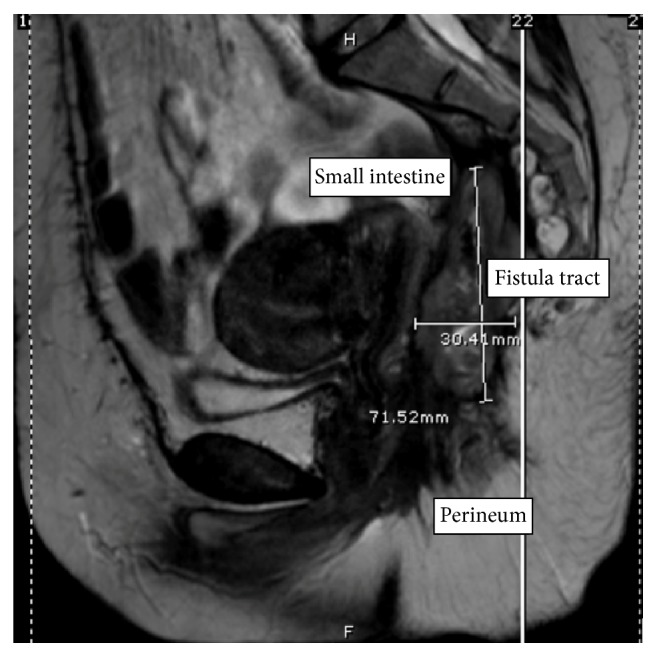 1
22
2
H
Small intestine
Fistula tract
30.41mm
71.52mm
Perineum
F